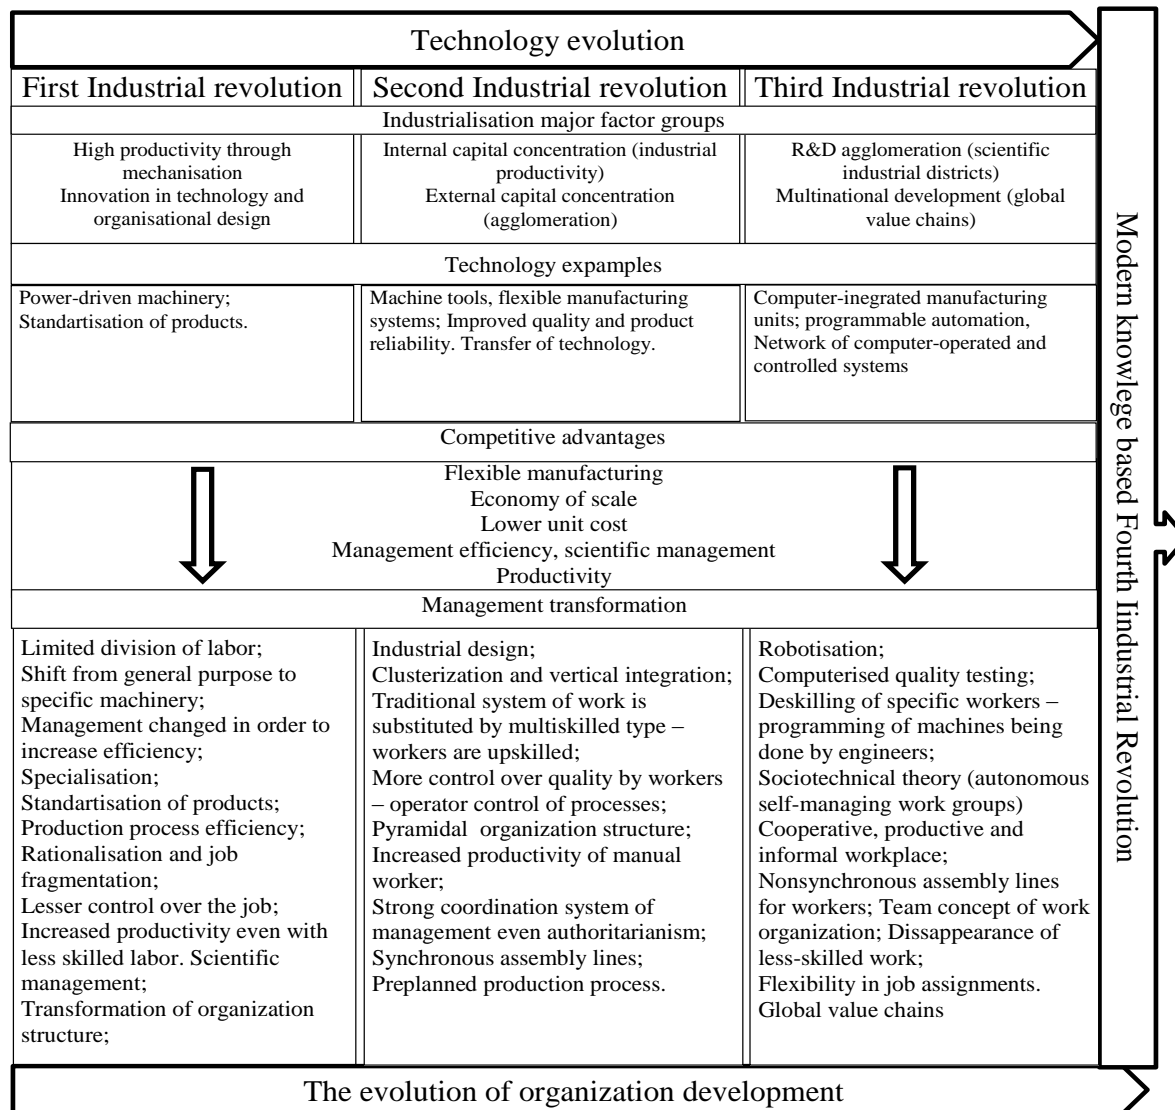 Technology evolution
First Industrial revolution
Second Industrial revolution
Third Industrial revolution
Industrialisation major factor groups
High productivity through
mechanisation
Innovation in technology and
organisational design
Internal capital concentration (industrial
productivity)
External capital concentration
(agglomeration)
R&D agglomeration (scientific
industrial districts)
Multinational development (global
value chains)
Technology expamples
Power-driven machinery;
Standartisation of products.
Machine tools, flexible manufacturing
systems; Improved quality and product
reliability. Transfer of technology.
Computer-inegrated manufacturing
units; programmable automation,
Network of computer-operated and
controlled systems
Competitive advantages
Flexible manufacturing
Economy of scale
Lower unit cost
Management efficiency, scientific management
Productivity
Management transformation
Limited division of labor;
Shift from general purpose to
specific machinery;
Management changed in order to
increase efficiency;
Specialisation;
Standartisation of products;
Production process efficiency;
Rationalisation and job
fragmentation;
Lesser control over the job;
Increased productivity even with
less skilled labor. Scientific
management;
Transformation of organization
structure;
Industrial design;
Clusterization and vertical integration;
Traditional system of work is
substituted by multiskilled type –
workers are upskilled;
More control over quality by workers
– operator control of processes;
Pyramidal organization structure;
Increased productivity of manual
worker;
Strong coordination system of
management even authoritarianism;
Synchronous assembly lines;
Preplanned production process.
Robotisation;
Computerised quality testing;
Deskilling of specific workers –
programming of machines being
done by engineers;
Sociotechnical theory (autonomous
self-managing work groups)
Cooperative, productive and
informal workplace;
Nonsynchronous assembly lines
for workers; Team concept of work
organization; Dissappearance of
less-skilled work;
Flexibility in job assignments.
Global value chains
Modern knowlege based Fourth Iindustrial Revolution
The evolution of organization development